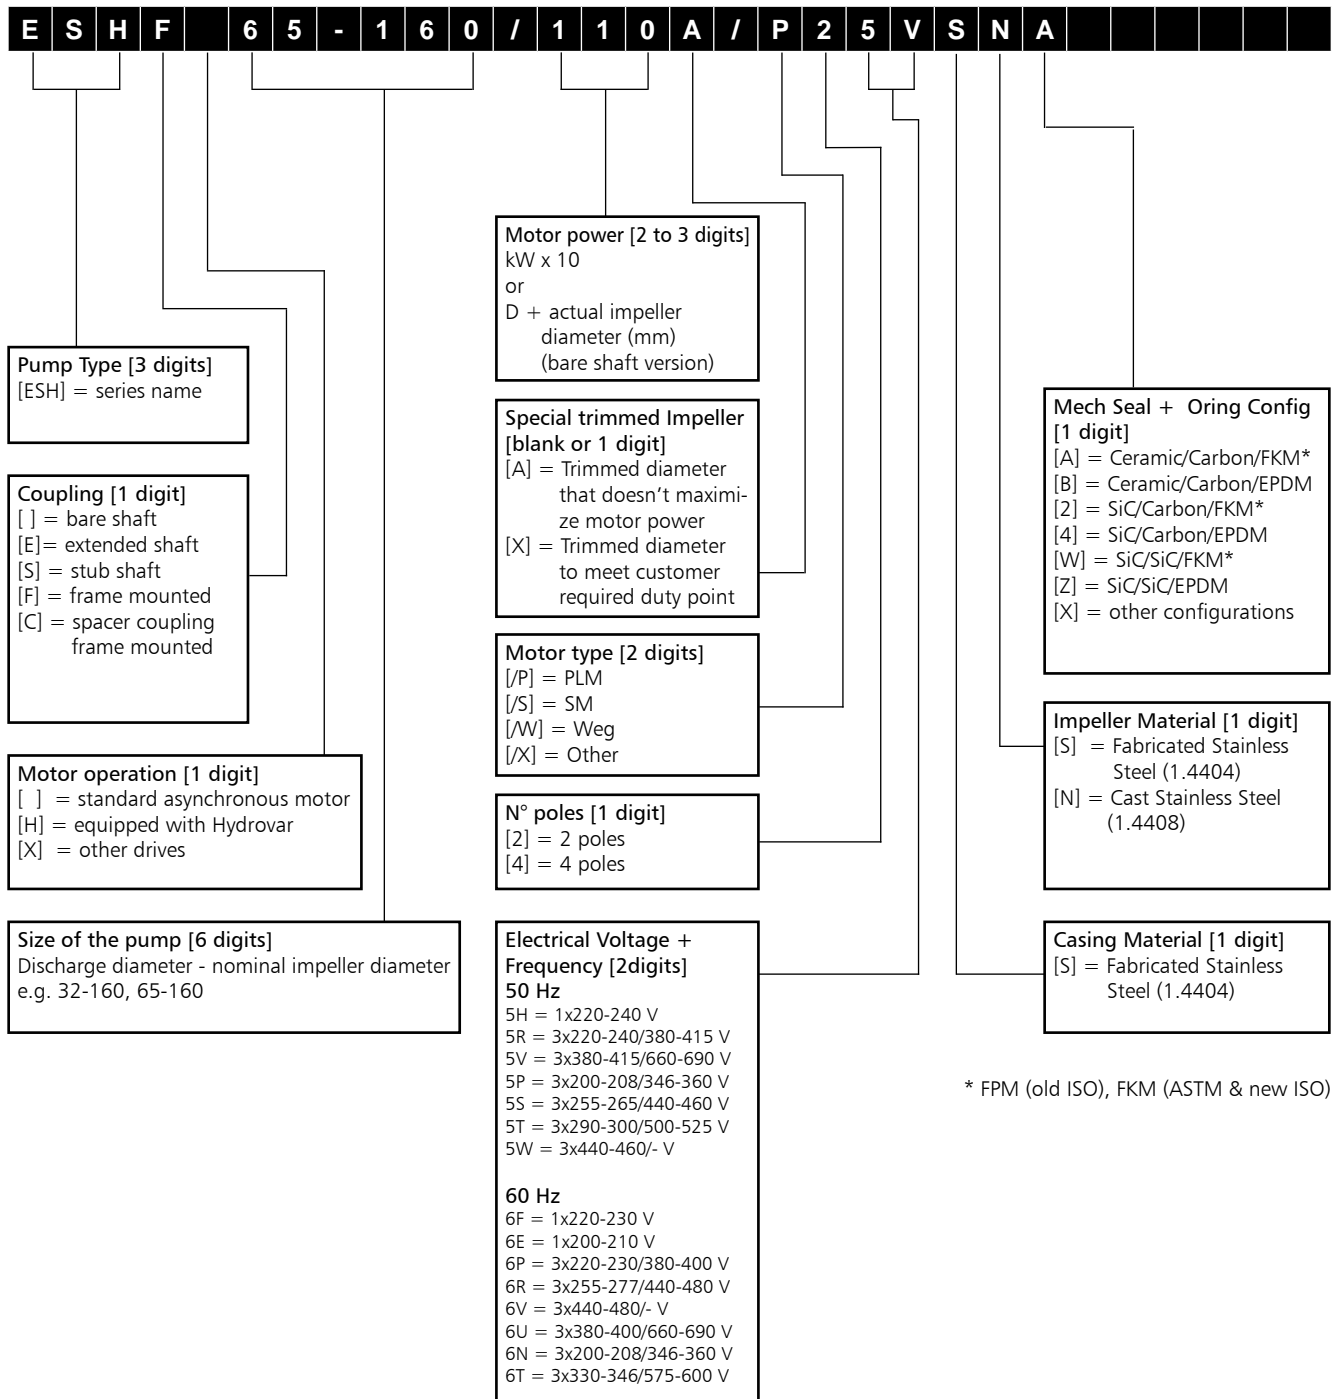 ESHF 65-160/110A/P25VSNA
Motor power [2 to 3 digits]
kW x 10
or
D + actual impeller
diameter (mm)
(bare shaft version)
Pump Type [3 digits]
[ESH] = series name
Mech Seal + Oring Config
[1 digit]
[A] = Ceramic/Carbon/FKM*
[B] = Ceramic/Carbon/EPDM
[2] = SiC/Carbon/FKM*
[4] = SiC/Carbon/EPDM
[W] = SiC/SiC/FKM*
[Z] = SiC/SiC/EPDM
[X] = other configurations
Special trimmed Impeller
[blank or 1 digit]
[A] = Trimmed diameter
that doesn't maximi-
ze motor power
[X] = Trimmed diameter
to meet customer
required duty point
Coupling [1 digit]
[ ] = bare shaft
[E]= extended shaft
[S] = stub shaft
[F] = frame mounted
[C] = spacer coupling
frame mounted
Motor type [2 digits]
[/P] = PLM
[/S] = SM
[/W] = Weg
[/X] = Other
Impeller Material [1 digit]
[S] = Fabricated Stainless
Steel (1.4404)
[N] = Cast Stainless Steel
(1.4408)
Motor operation [1 digit]
[ ] = standard asynchronous motor
[H] = equipped with Hydrovar
[X] = other drives
N° poles [1 digit]
[2] = 2 poles
[4] = 4 poles
Size of the pump [6 digits]
Discharge diameter - nominal impeller diameter
e.g. 32-160, 65-160
Electrical Voltage +
Frequency [2digits]
50 Hz
5H = 1x220-240 V
5R = 3x220-240/380-415 V
5V = 3x380-415/660-690 V
5P = 3x200-208/346-360 V
5S = 3x255-265/440-460 V
5T = 3x290-300/500-525 V
5W = 3x440-460/- V
60 Hz
6F = 1x220-230 V
6E = 1x200-210 V
6P = 3x220-230/380-400 V
6R = 3x255-277/440-480 V
6V = 3x440-480/- V
6U = 3x380-400/660-690 V
6N = 3x200-208/346-360 V
6T = 3x330-346/575-600 V
Casing Material [1 digit]
[S] = Fabricated Stainless
Steel (1.4404)
* FPM (old ISO), FKM (ASTM & new ISO)